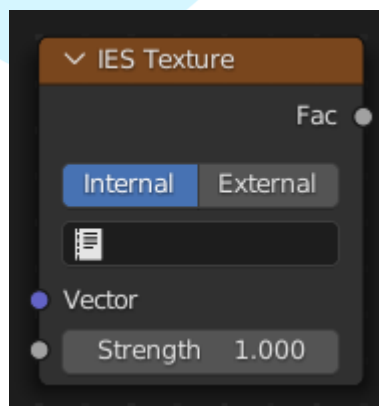 IES Texture
Fac
Internal External
Vector
Strength 1.000